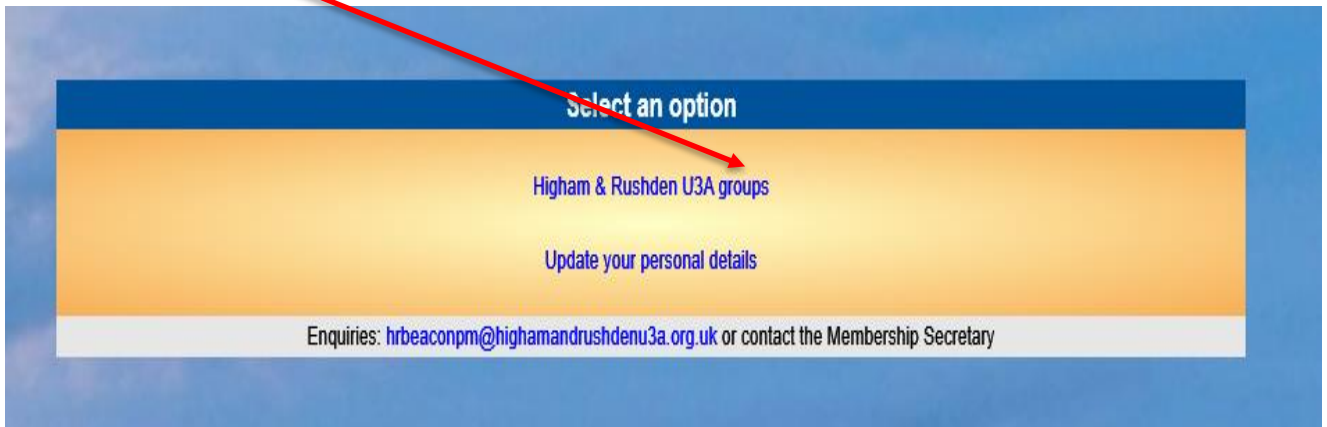 Select an option
Higham & Rushden U3A groups
Update your personal details
Enquiries: hrbeaconpm@highamandrushdenu3a.org.uk or contact the Membership Secretary